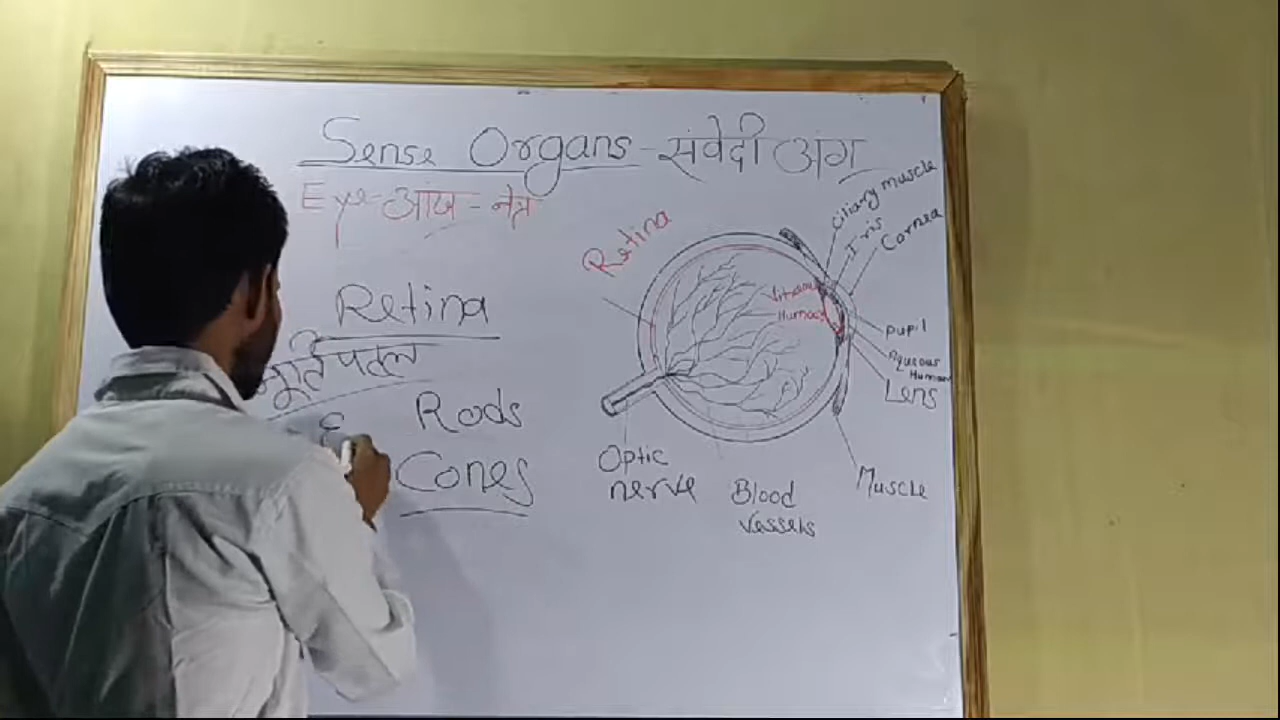 Sense Organs - संवेदी अंग
Eye - आंख - नेत्र
Retina
Rods
Cones
Retina
Ciliary muscle
Iris
Cornea
Vitreous
Humour
pupil
Aqueous
Humour
Lens
Muscle
Optic
nerve
Blood
vessels